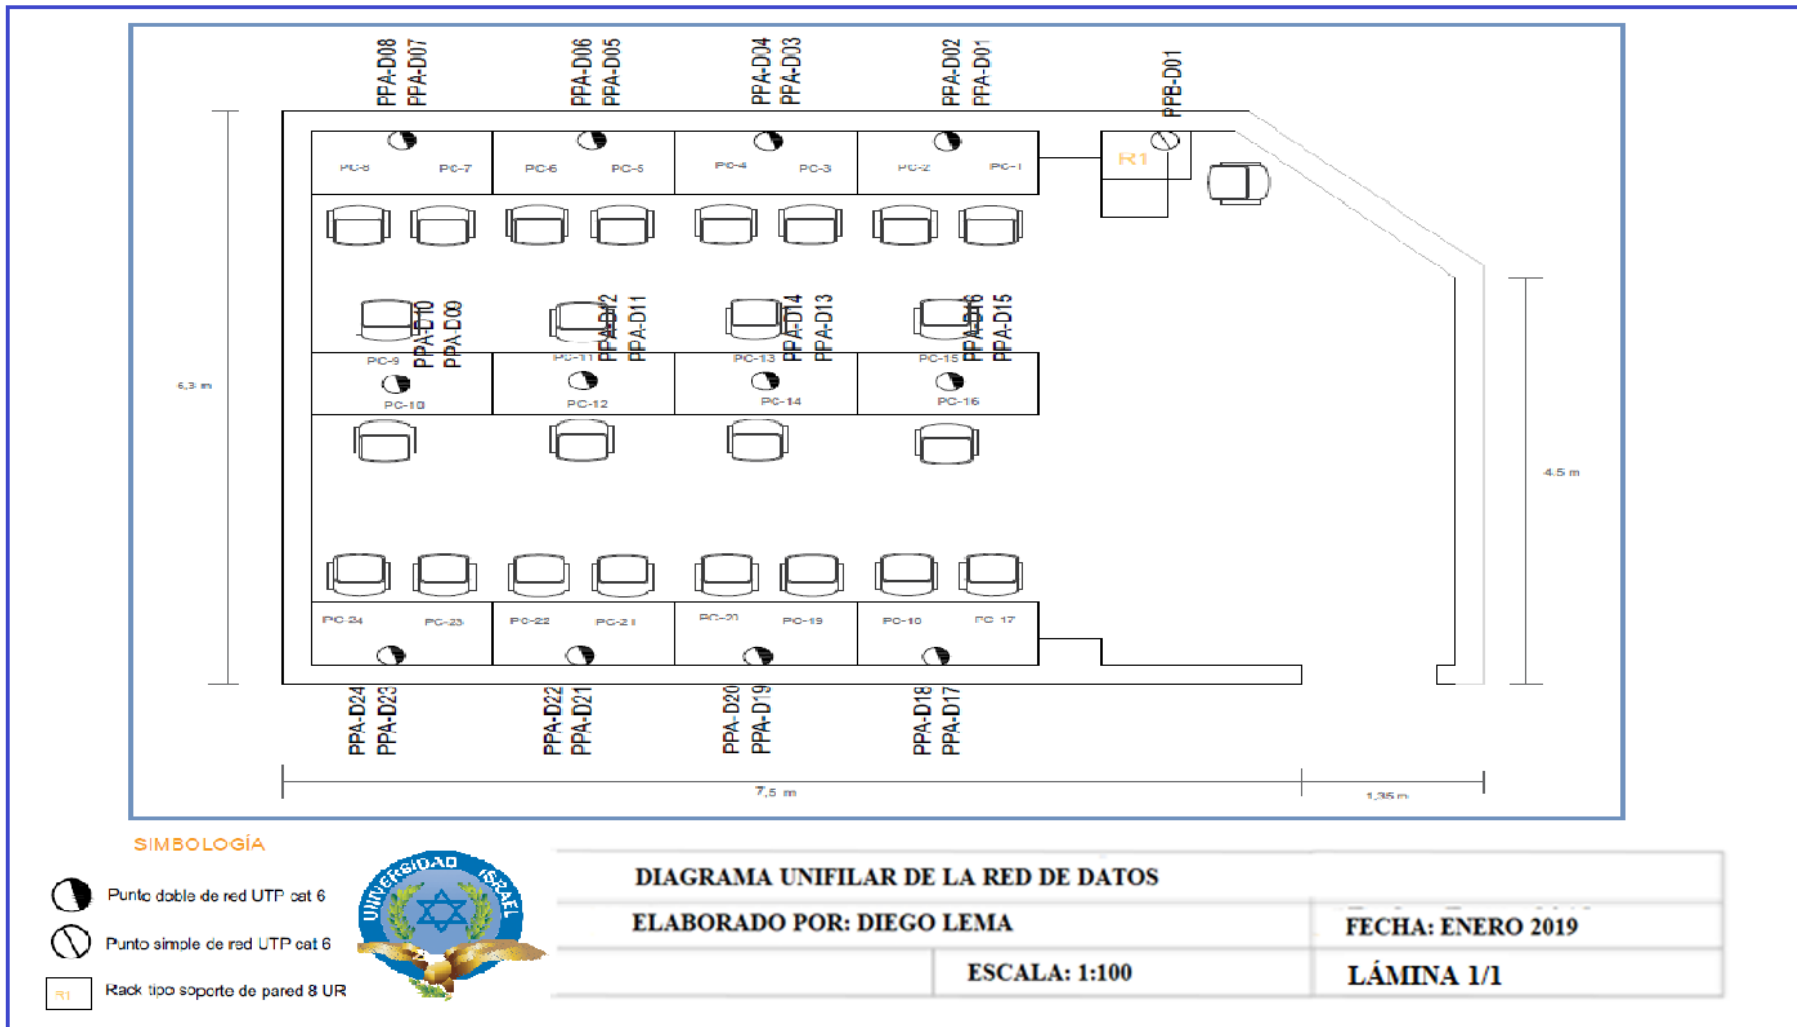 PPA-D08
PPA-D07
PPA-D06
PPA-D05
PPA-D04
PPA-D03
PPA-D02
PPA-D01
PPB-D01
PC-8
PC-7
PC-6
PC-5
PC-4
PC-3
PC-2
PC-1
R1
PPA-D10
PPA-D09
PPA-D12
PPA-D11
PPA-D14
PPA-D13
PPA-D16
PPA-D15
PC-9
PC-11
PC-13
PC-15
6,3 m
PC-10
PC-12
PC-14
PC-16
4.5 m
PC-24
PC-23
PC-22
PC-21
PC-20
PC-19
PC-18
PC-17
PPA-D24
PPA-D23
PPA-D22
PPA-D21
PPA-D20
PPA-D19
PPA-D18
PPA-D17
7,5 m
1,35 m
SIMBOLOGÍA
Punto doble de red UTP cat 6
Punto simple de red UTP cat 6
R1
Rack tipo soporte de pared 8 UR
UNIVERSIDAD ISRAEL
DIAGRAMA UNIFILAR DE LA RED DE DATOS
ELABORADO POR: DIEGO LEMA
FECHA: ENERO 2019
ESCALA: 1:100
LÁMINA 1/1